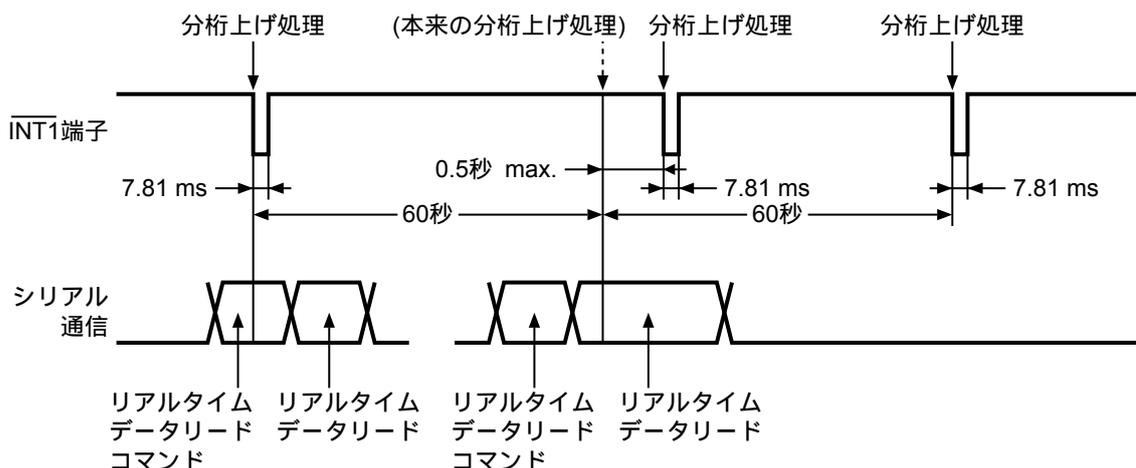 分桁上げ処理
(本来の分桁上げ処理)
分桁上げ処理
分桁上げ処理
INT1端子
0.5秒 max.
7.81 ms
7.81 ms
7.81 ms
60秒
60秒
シリアル
通信
リアルタイム
データリード
コマンド
リアルタイム
データリード
リアルタイム
データリード
コマンド
リアルタイム
データリード